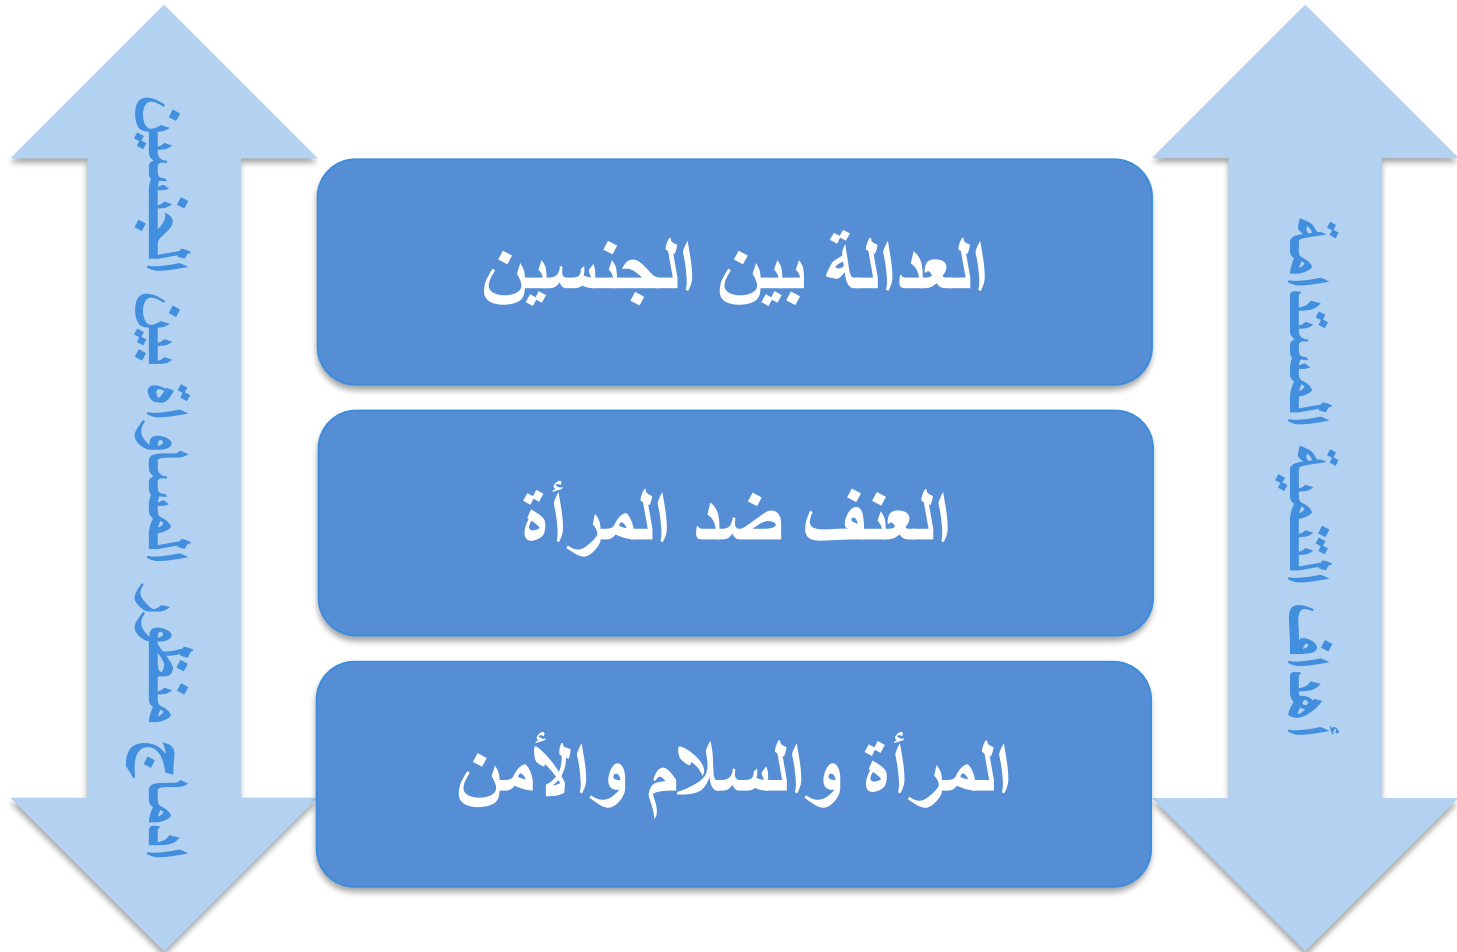 أهداف التنمية المستدامة
العدالة بين الجنسين
العنف ضد المرأة
المرأة والسلام والأمن
ادماج منظور المساواة بين الجنسين